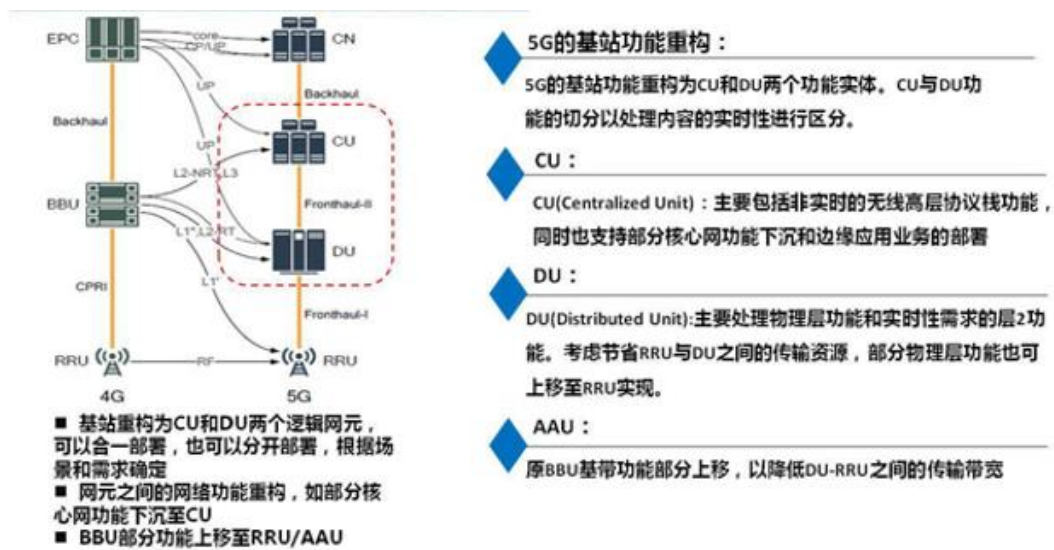 EPC
core
CP/UP
CN
UP
Backhaul
Backhaul
UP
CU
L2-NRT,L3
BBU
Fronthaul-II
L1",L2-RT
DU
CPRI
L1'
Fronthaul-I
RRU
RF
RRU
4G
5G
■ 基站重构为CU和DU两个逻辑网元，
可以合一部署，也可以分开部署，根据场
景和需求确定
■ 网元之间的网络功能重构，如部分核
心网功能下沉至CU
■ BBU部分功能上移至RRU/AAU
5G的基站功能重构：
5G的基站功能重构为CU和DU两个功能实体。CU与DU功
能的切分以处理内容的实时性进行区分。
CU：
CU(Centralized Unit)：主要包括非实时的无线高层协议栈功能，
同时也支持部分核心网功能下沉和边缘应用业务的部署
DU：
DU(Distributed Unit):主要处理物理层功能和实时性需求的层2功
能。考虑节省RRU与DU之间的传输资源，部分物理层功能也可
上移至RRU实现。
AAU：
原BBU基带功能部分上移，以降低DU-RRU之间的传输带宽